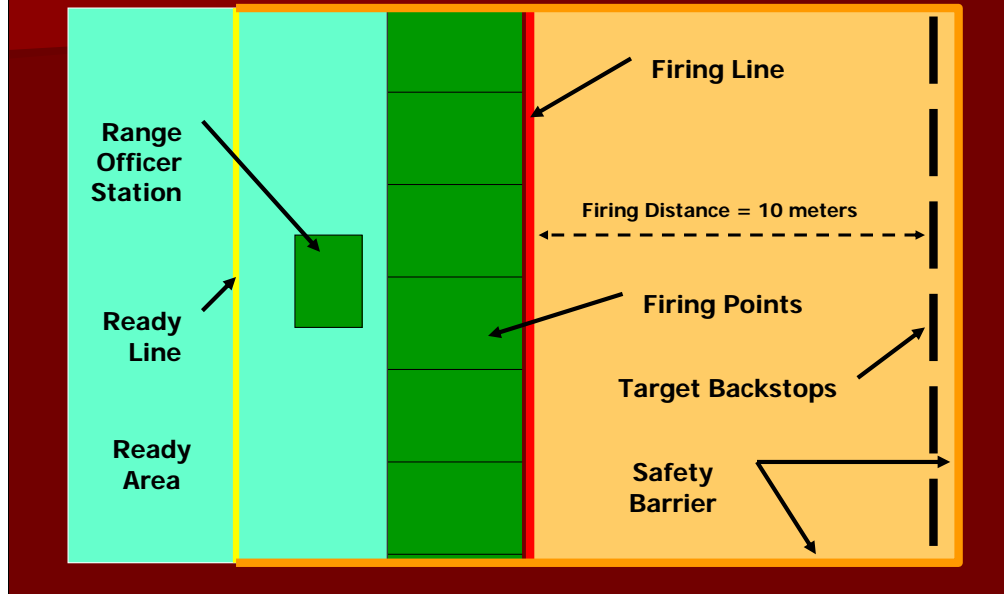 Range
Officer
Station
Ready
Line
Ready
Area
Firing Line
Firing Distance = 10 meters
Firing Points
Target Backstops
Safety
Barrier